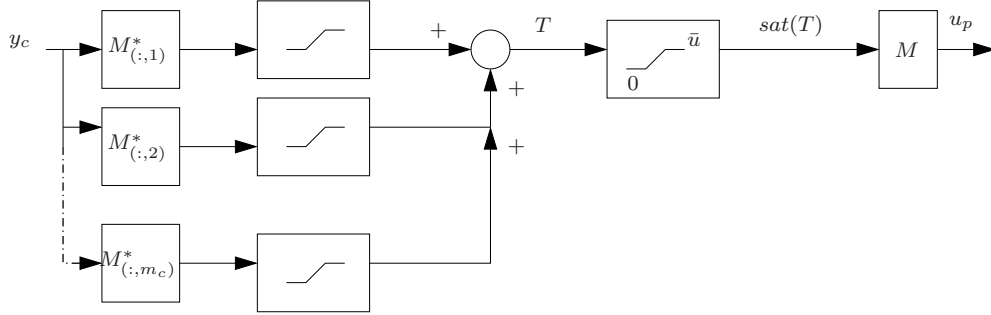 y_c
M^*_{(:,1)}
+
T
ū
0
sat(T)
M
u_p
+
M^*_{(:,2)}
+
M^*_{(:,m_c)}